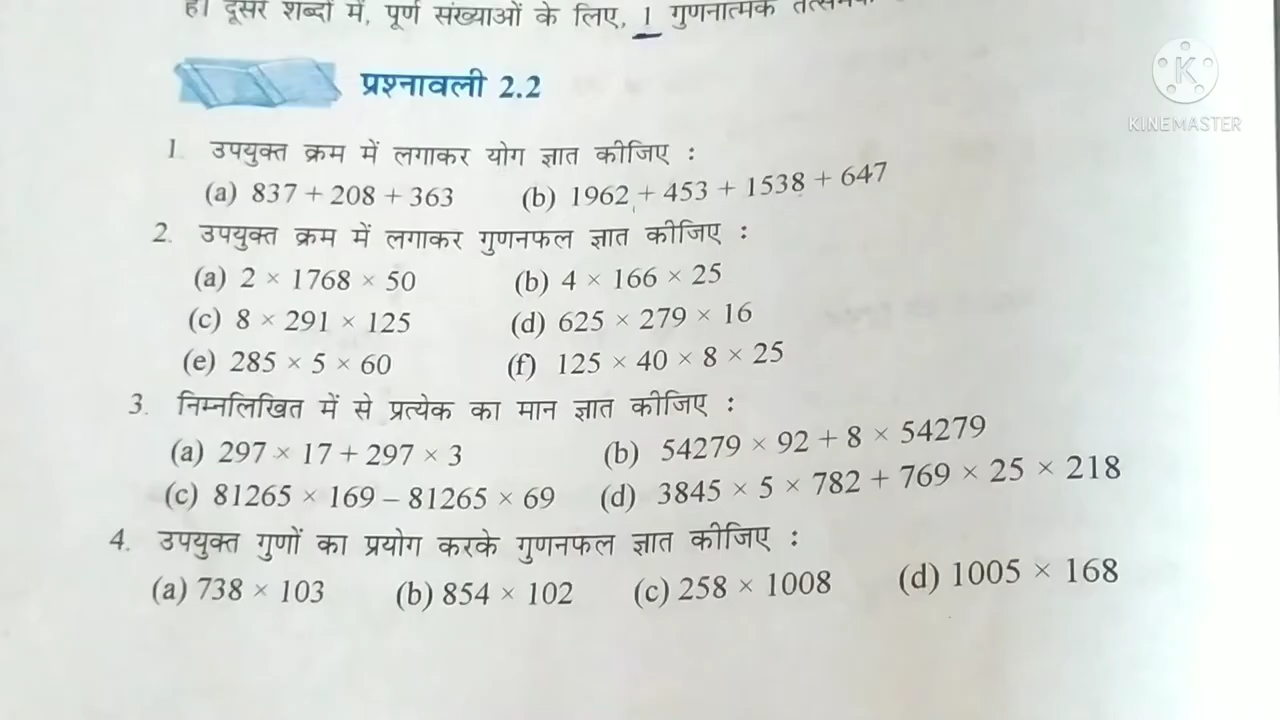 है। दूसरे शब्दों में, पूर्ण संख्याओं के लिए, 1 गुणनात्मक
प्रश्नावली 2.2
K
KINEMASTER
1. उपयुक्त क्रम में लगाकर योग ज्ञात कीजिए :
(a) 837 + 208 + 363 (b) 1962 + 453 + 1538 + 647
2. उपयुक्त क्रम में लगाकर गुणनफल ज्ञात कीजिए :
(a) 2 × 1768 × 50 (b) 4 × 166 × 25
(c) 8 × 291 × 125 (d) 625 × 279 × 16
(e) 285 × 5 × 60 (f) 125 × 40 × 8 × 25
3. निम्नलिखित में से प्रत्येक का मान ज्ञात कीजिए :
(a) 297 × 17 + 297 × 3 (b) 54279 × 92 + 8 × 54279
(c) 81265 × 169 – 81265 × 69 (d) 3845 × 5 × 782 + 769 × 25 × 218
4. उपयुक्त गुणों का प्रयोग करके गुणनफल ज्ञात कीजिए :
(a) 738 × 103 (b) 854 × 102 (c) 258 × 1008 (d) 1005 × 168